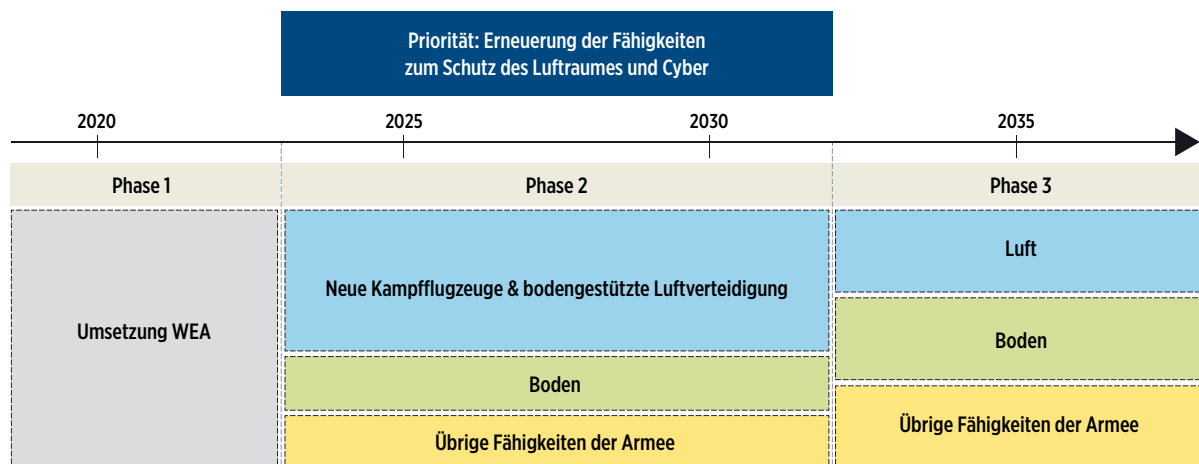 Priorität: Erneuerung der Fähigkeiten
zum Schutz des Luftraumes und Cyber
2020 2025 2030 2035
Phase 1 Phase 2 Phase 3
Umsetzung WEA
Neue Kampfflugzeuge & bodengestützte Luftverteidigung
Boden
Übrige Fähigkeiten der Armee
Luft
Boden
Übrige Fähigkeiten der Armee